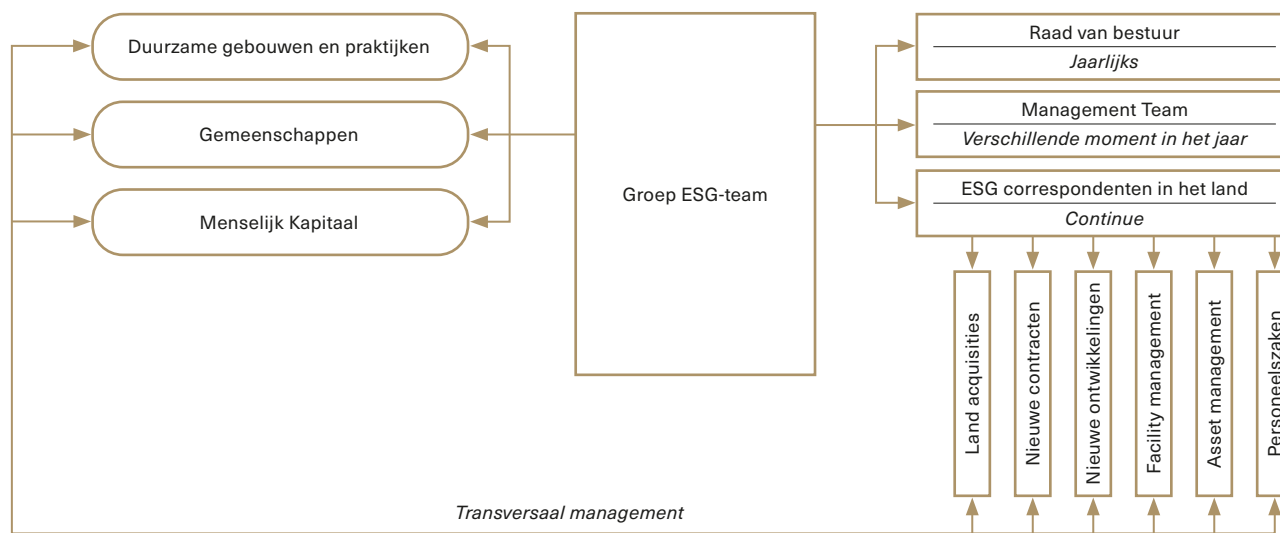 Duurzame gebouwen en praktijken
Gemeenschappen
Menselijk Kapitaal
Groep ESG-team
Raad van bestuur
Jaarlijks
Management Team
Verschillende moment in het jaar
ESG correspondenten in het land
Continue
Land acquisities
Nieuwe contracten
Nieuwe ontwikkelingen
Facility management
Asset management
Personeelszaken
Transversaal management